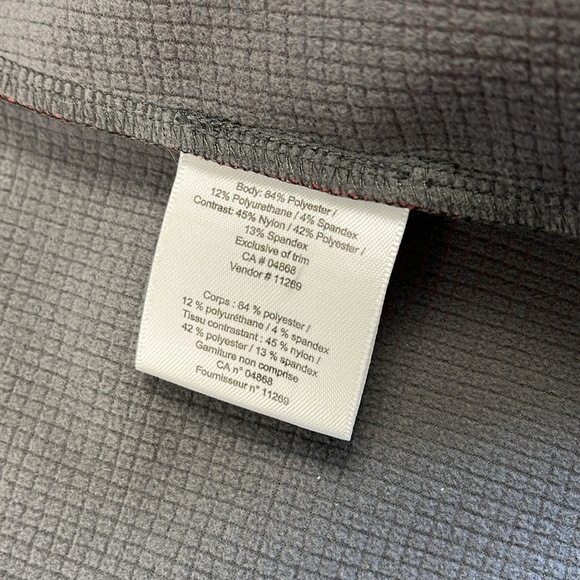 Body: 84% Polyester /
12% Polyurethane / 4% Spandex
Contrast: 45% Nylon / 42% Polyester /
13% Spandex
Exclusive of trim
CA # 04868
Vendor # 11269
Corps : 84 % polyester /
12 % polyuréthane / 4 % spandex
Tissu contrastant : 45 % nylon /
42 % polyester / 13 % spandex
Garniture non comprise
CA n° 04868
Fournisseur n° 11269